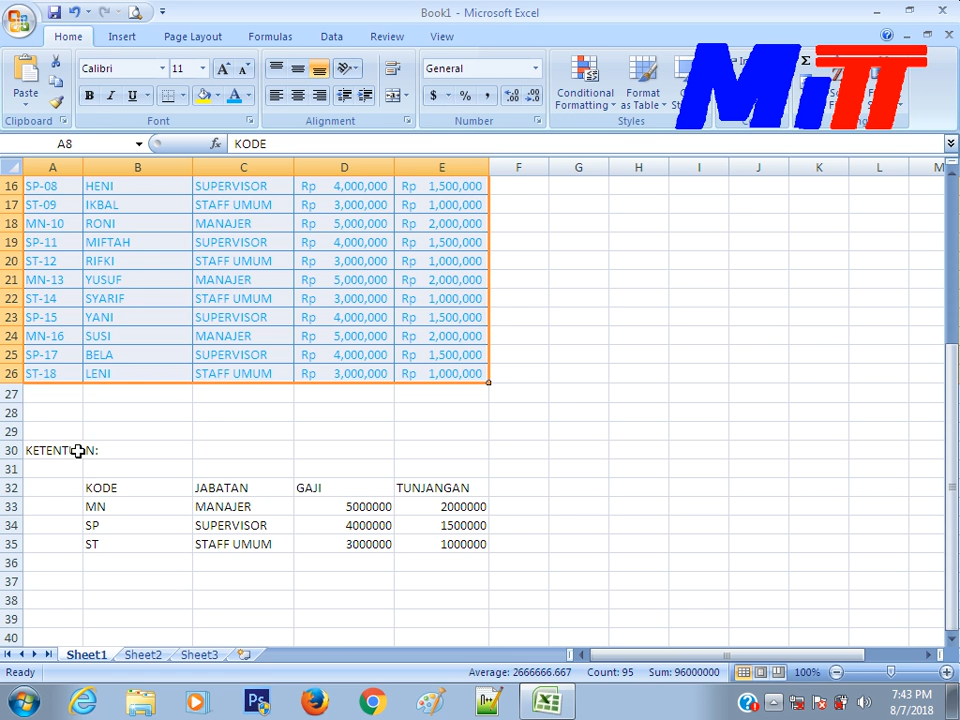 Book1 - Microsoft Excel
Home Insert Page Layout Formulas Data Review View
Paste
Calibri 11
General
Conditional Formatting
Format as Table
B I U
$ % ,
Clipboard Font Alignment Number Styles
MiTT
A8 fx KODE
A B C D E F G H I J K L M
16 SP-08 HENI SUPERVISOR Rp 4,000,000 Rp 1,500,000
17 ST-09 IKBAL STAFF UMUM Rp 3,000,000 Rp 1,000,000
18 MN-10 RONI MANAJER Rp 5,000,000 Rp 2,000,000
19 SP-11 MIFTAH SUPERVISOR Rp 4,000,000 Rp 1,500,000
20 ST-12 RIFKI STAFF UMUM Rp 3,000,000 Rp 1,000,000
21 MN-13 YUSUF MANAJER Rp 5,000,000 Rp 2,000,000
22 ST-14 SYARIF STAFF UMUM Rp 3,000,000 Rp 1,000,000
23 SP-15 YANI SUPERVISOR Rp 4,000,000 Rp 1,500,000
24 MN-16 SUSI MANAJER Rp 5,000,000 Rp 2,000,000
25 SP-17 BELA SUPERVISOR Rp 4,000,000 Rp 1,500,000
26 ST-18 LENI STAFF UMUM Rp 3,000,000 Rp 1,000,000
27
28
29
30 KETENTUAN:
31
32 KODE JABATAN GAJI TUNJANGAN
33 MN MANAJER 5000000 2000000
34 SP SUPERVISOR 4000000 1500000
35 ST STAFF UMUM 3000000 1000000
36
37
38
39
40
Sheet1 Sheet2 Sheet3
Ready Average: 2666666.667 Count: 95 Sum: 96000000 100%
7:43 PM
8/7/2018